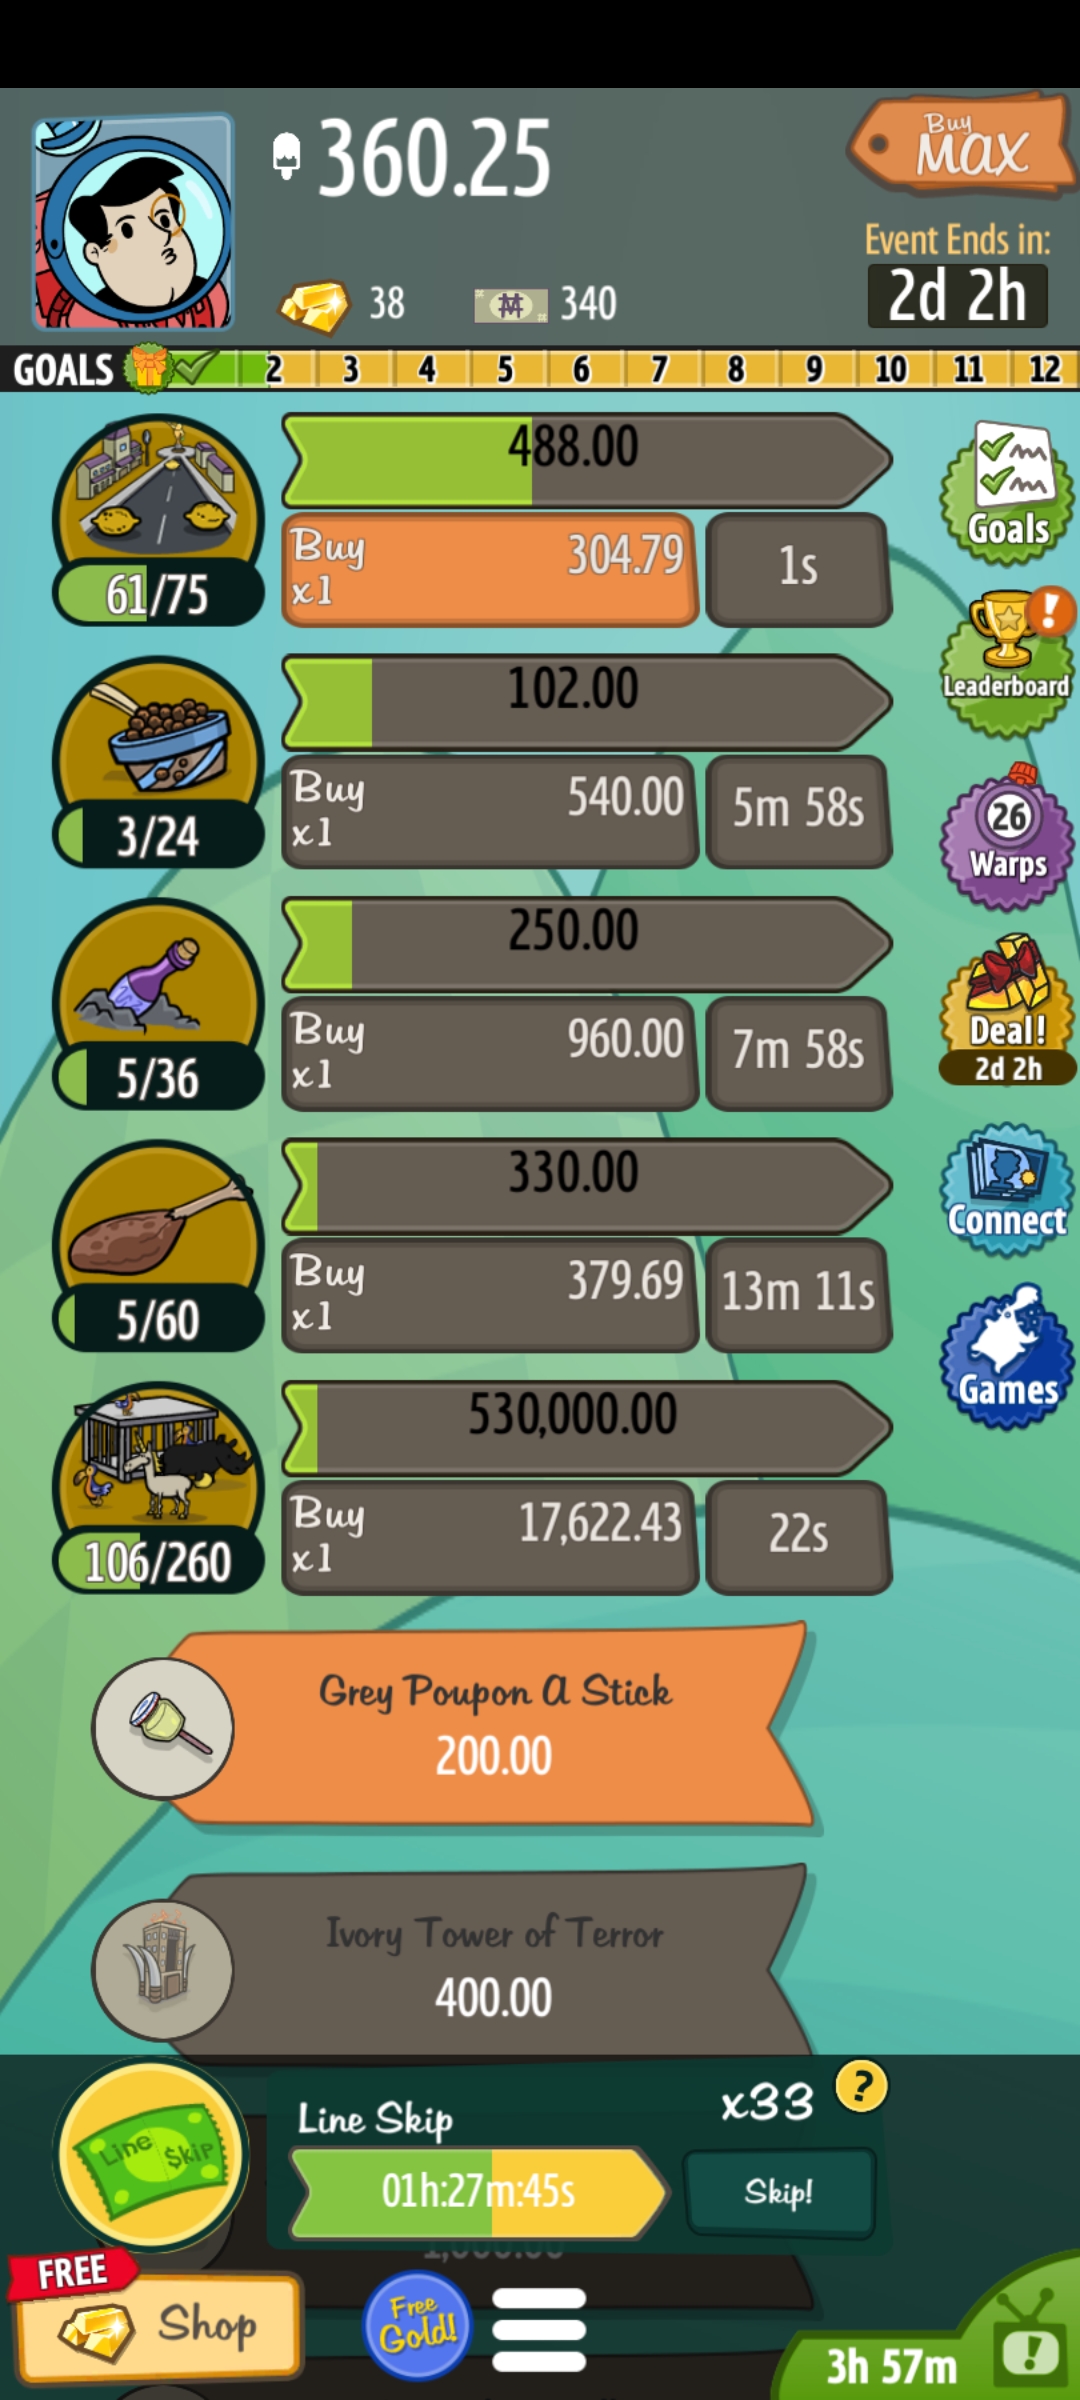 360.25
Buy
MAX
Event Ends in:
2d 2h
38
340
GOALS 2 3 4 5 6 7 8 9 10 11 12
488.00
Buy
x1
304.79
1s
61/75
Goals
Leaderboard
102.00
Buy
x1
540.00
5m 58s
3/24
26
Warps
250.00
Buy
x1
960.00
7m 58s
5/36
Deal!
2d 2h
330.00
Buy
x1
379.69
13m 11s
5/60
Connect
Games
530,000.00
Buy
x1
17,622.43
22s
106/260
Grey Poupon A Stick
200.00
Ivory Tower of Terror
400.00
Line Skip
x33
?
Line $kip
01h:27m:45s
Skip!
1,000.00
FREE
Shop
Free
Gold!
3h 57m